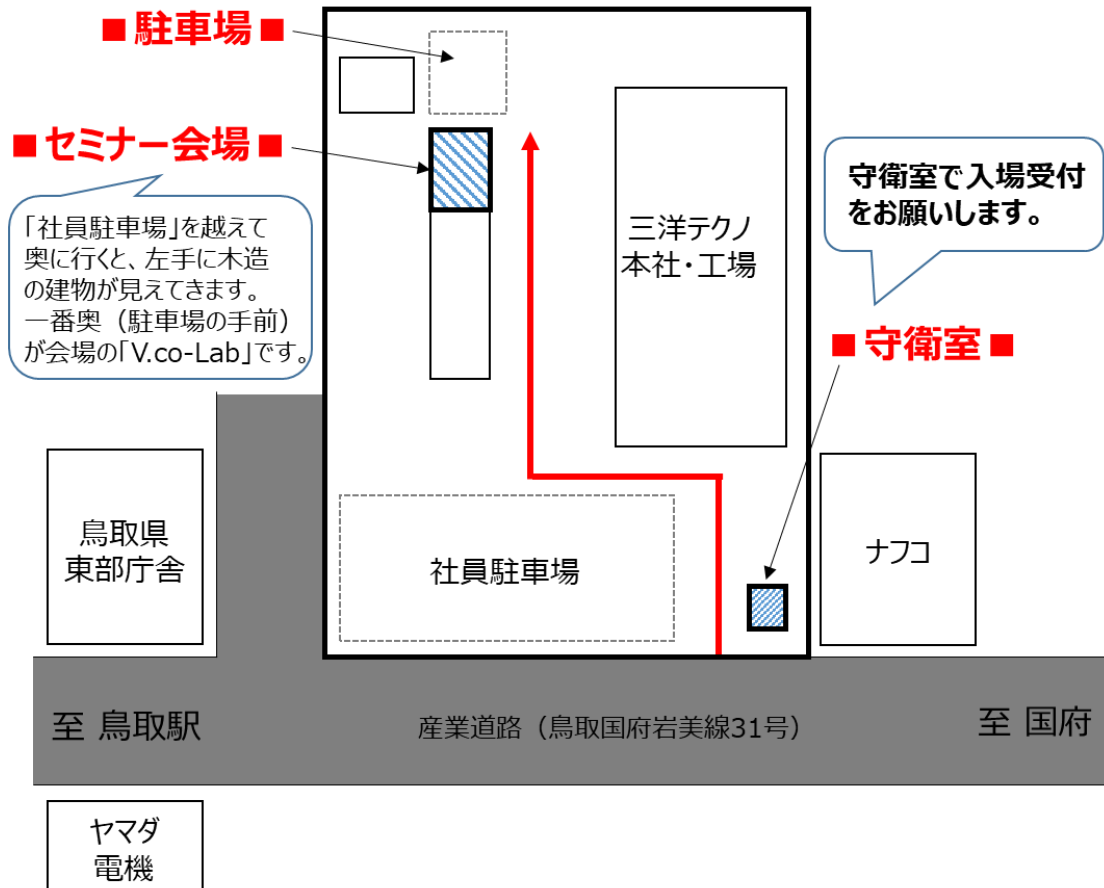 ■駐車場■
■セミナー会場■
「社員駐車場」を越えて
奥に行くと、左手に木造
の建物が見えてきます。
一番奥（駐車場の手前）
が会場の「V.co-Lab」です。
三洋テクノ
本社・工場
守衛室で入場受付
をお願いします。
■守衛室■
鳥取県
東部庁舎
社員駐車場
ナフコ
至 鳥取駅
産業道路（鳥取国府岩美線31号）
至 国府
ヤマダ
電機